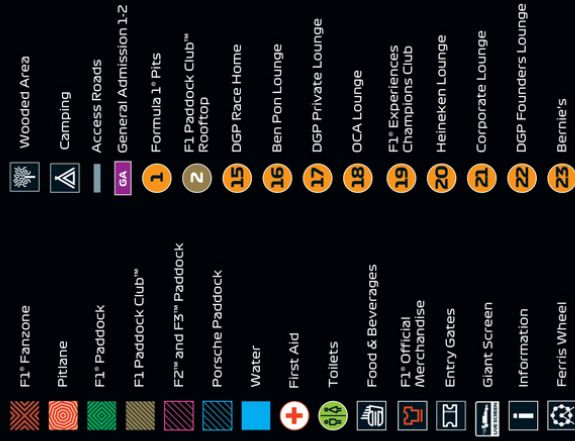 F1® Fanzone
Pitlane
F1® Paddock
F1 Paddock Club™
F2™ and F3™ Paddock
Porsche Paddock
Water
First Aid
Toilets
Food & Beverages
F1® Official
Merchandise
Entry Gates
LIVE SCREEN
Giant Screen
i
Information
Ferris Wheel
Wooded Area
Camping
Access Roads
GA
General Admission 1-2
1
Formula1® Pits
2
F1 Paddock Club™
Rooftop
15
DGP Race Home
16
Ben Pon Lounge
17
DGP Private Lounge
18
OCA Lounge
19
F1® Experiences
Champions Club
20
Heineken Lounge
21
Corporate Lounge
22
DGP Founders Lounge
23
Bernie's